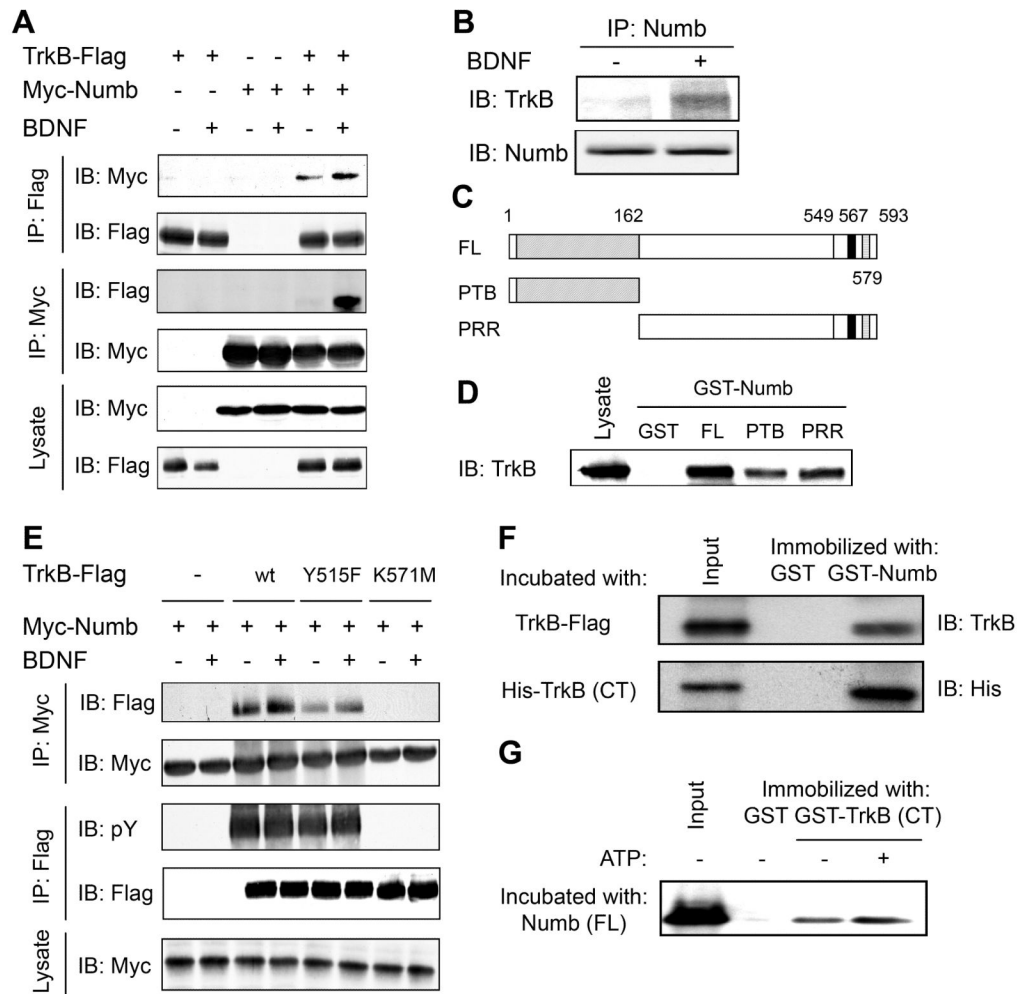 A
TrkB-Flag + + - - + +
Myc-Numb - - + + + +
BDNF - + - + - +
IP: Flag
IB: Myc
IB: Flag
IP: Myc
IB: Flag
IB: Myc
Lysate
IB: Myc
IB: Flag
B
IP: Numb
BDNF - +
IB: TrkB
IB: Numb
C
1 162 549 567 593
FL
579
PTB
PRR
D
GST-Numb
Lysate GST FL PTB PRR
IB: TrkB
E
TrkB-Flag - wt Y515F K571M
Myc-Numb + + + + + + + +
BDNF - + - + - + - +
IP: Myc
IB: Flag
IB: Myc
IP: Flag
IB: pY
IB: Flag
Lysate
IB: Myc
F
Immobilized with:
Incubated with: Input GST GST-Numb
TrkB-Flag IB: TrkB
His-TrkB (CT) IB: His
G
Immobilized with:
Input GST GST-TrkB (CT)
ATP: - - - +
Incubated with:
Numb (FL)